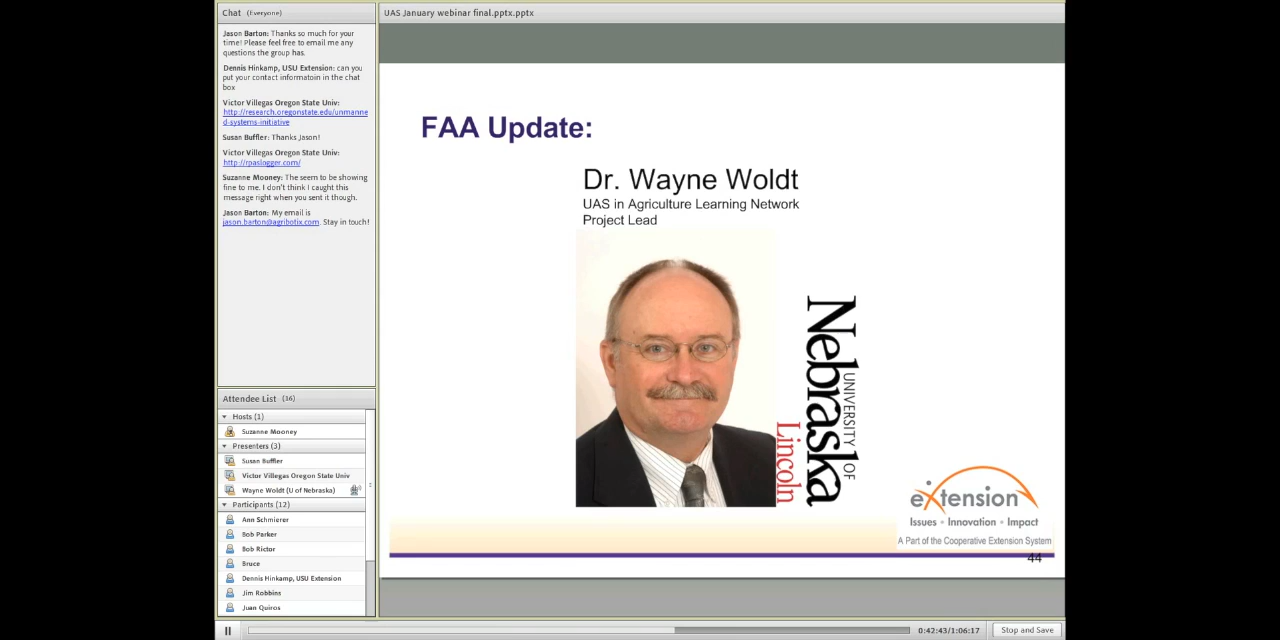 Chat (Everyone)
Jason Barton: Thanks so much for your
time! Please feel free to email me any
questions the group has.
Dennis Hinkamp, USU Extension: can you
put your contact informatoin in the chat
box
Victor Villegas Oregon State Univ:
http://research.oregonstate.edu/unmanne
d-systems-initiative
Susan Buffler: Thanks Jason!
Victor Villegas Oregon State Univ:
http://rpaslogger.com/
Suzanne Mooney: The seem to be showing
fine to me. I don't think I caught this
message right when you sent it though.
Jason Barton: My email is
jason.barton@agribotix.com. Stay in touch!
Attendee List (16)
Hosts (1)
Suzanne Mooney
Presenters (3)
Susan Buffler
Victor Villegas Oregon State Univ
Wayne Woldt (U of Nebraska)
Participants (12)
Ann Schmierer
Bob Parker
Bob Rictor
Bruce
Dennis Hinkamp, USU Extension
Jim Robbins
Juan Quiros
UAS January webinar final.pptx.pptx
FAA Update:
Dr. Wayne Woldt
UAS in Agriculture Learning Network
Project Lead
UNIVERSITY OF
Nebraska
Lincoln
eXtension
Issues • Innovation • Impact
A Part of the Cooperative Extension System
44
0:42:43/1:06:17
Stop and Save